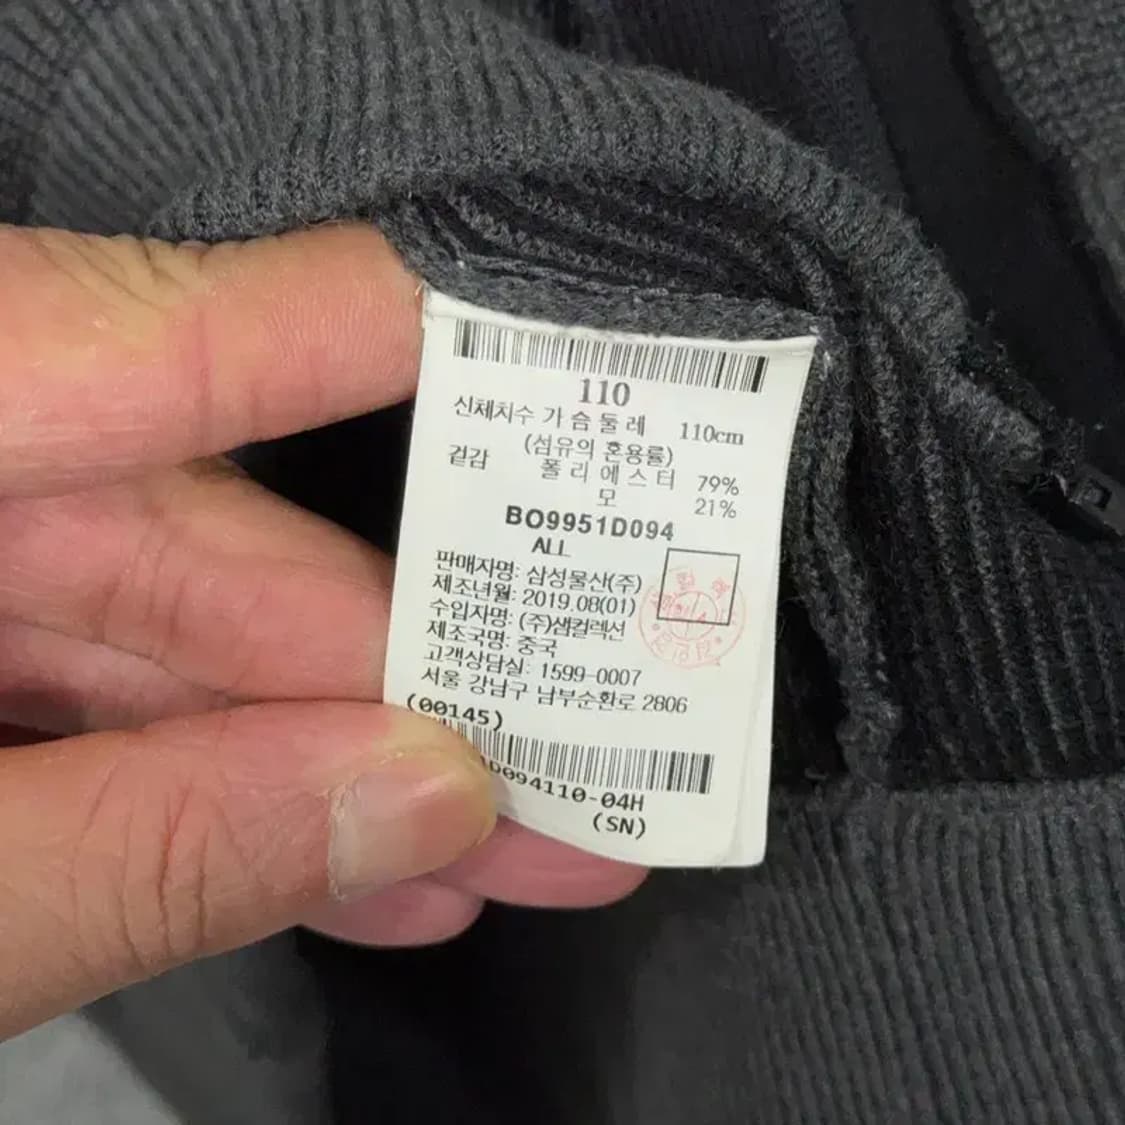 110
신체치수 가슴둘레 110cm
(섬유의 혼용률)
겉감 폴리에스터 79%
모 21%
BO9951D094
ALL
판매자명: 삼성물산(주)
제조년월: 2019.08(01)
수입자명: (주)샘컬렉션
제조국명: 중국
고객상담실: 1599-0007
서울 강남구 남부순환로 2806
(00145)
1D094110-04H
(SN)